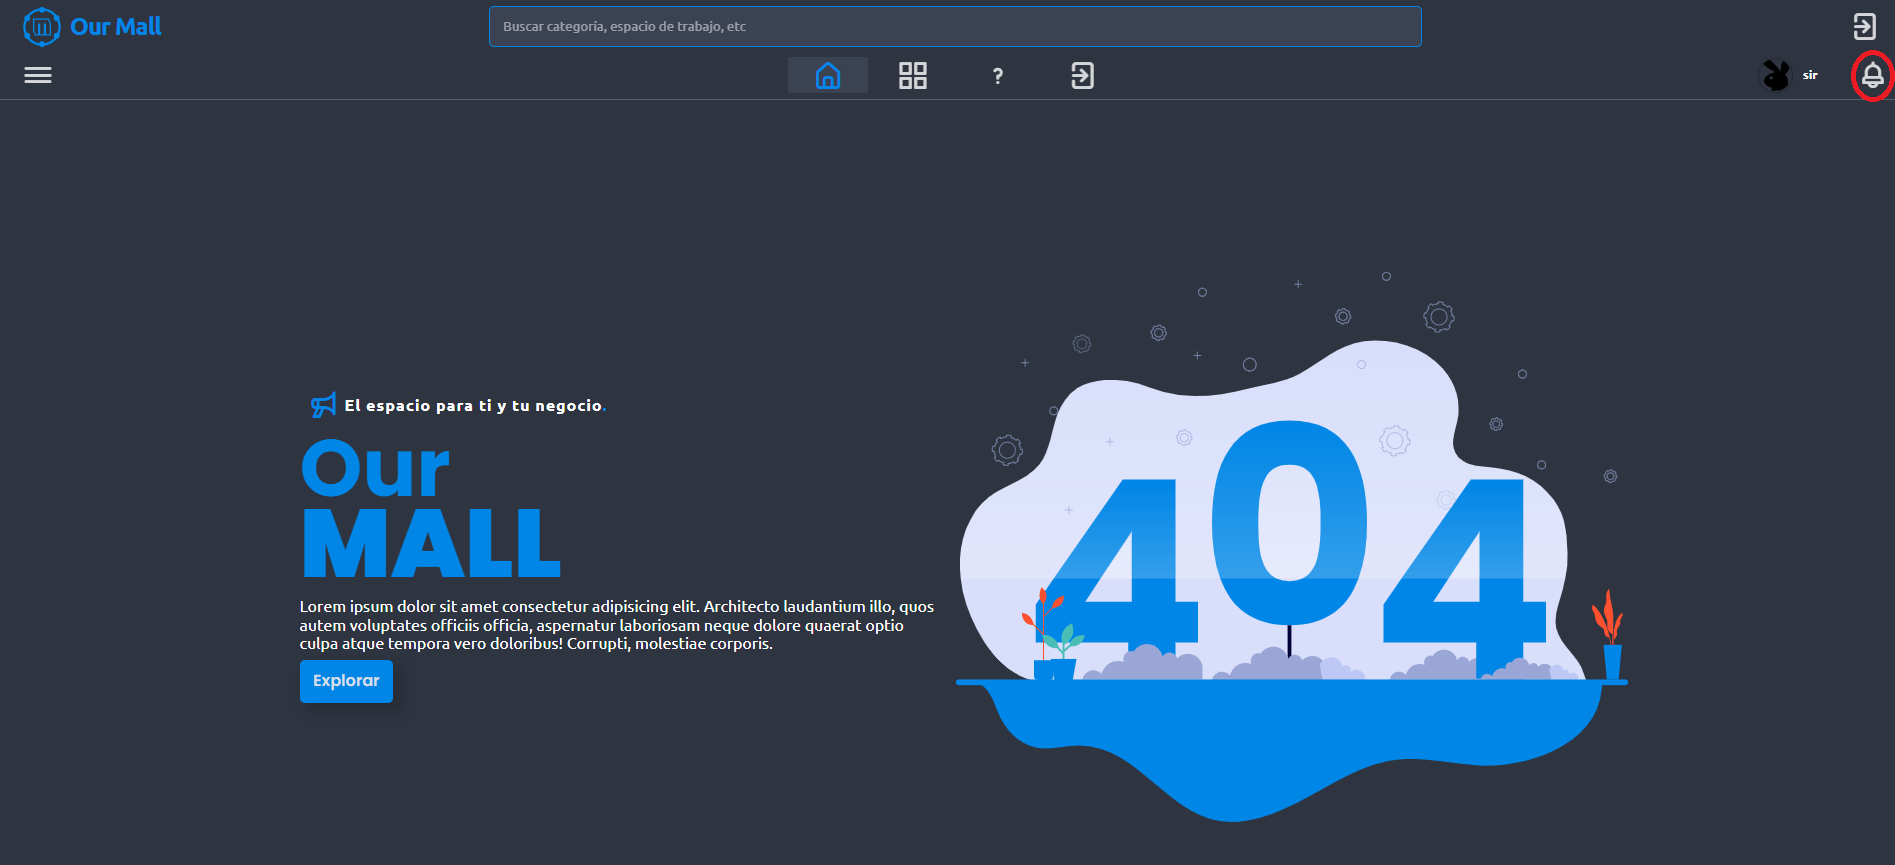 Our Mall
Buscar categoría, espacio de trabajo, etc
?
sir
El espacio para ti y tu negocio.
Our
MALL
Lorem ipsum dolor sit amet consectetur adipisicing elit. Architecto laudantium illo, quos
autem voluptates officiis officia, aspernatur laboriosam neque dolore quaerat optio
culpa atque tempora vero doloribus! Corrupti, molestiae corporis.
Explorar
404